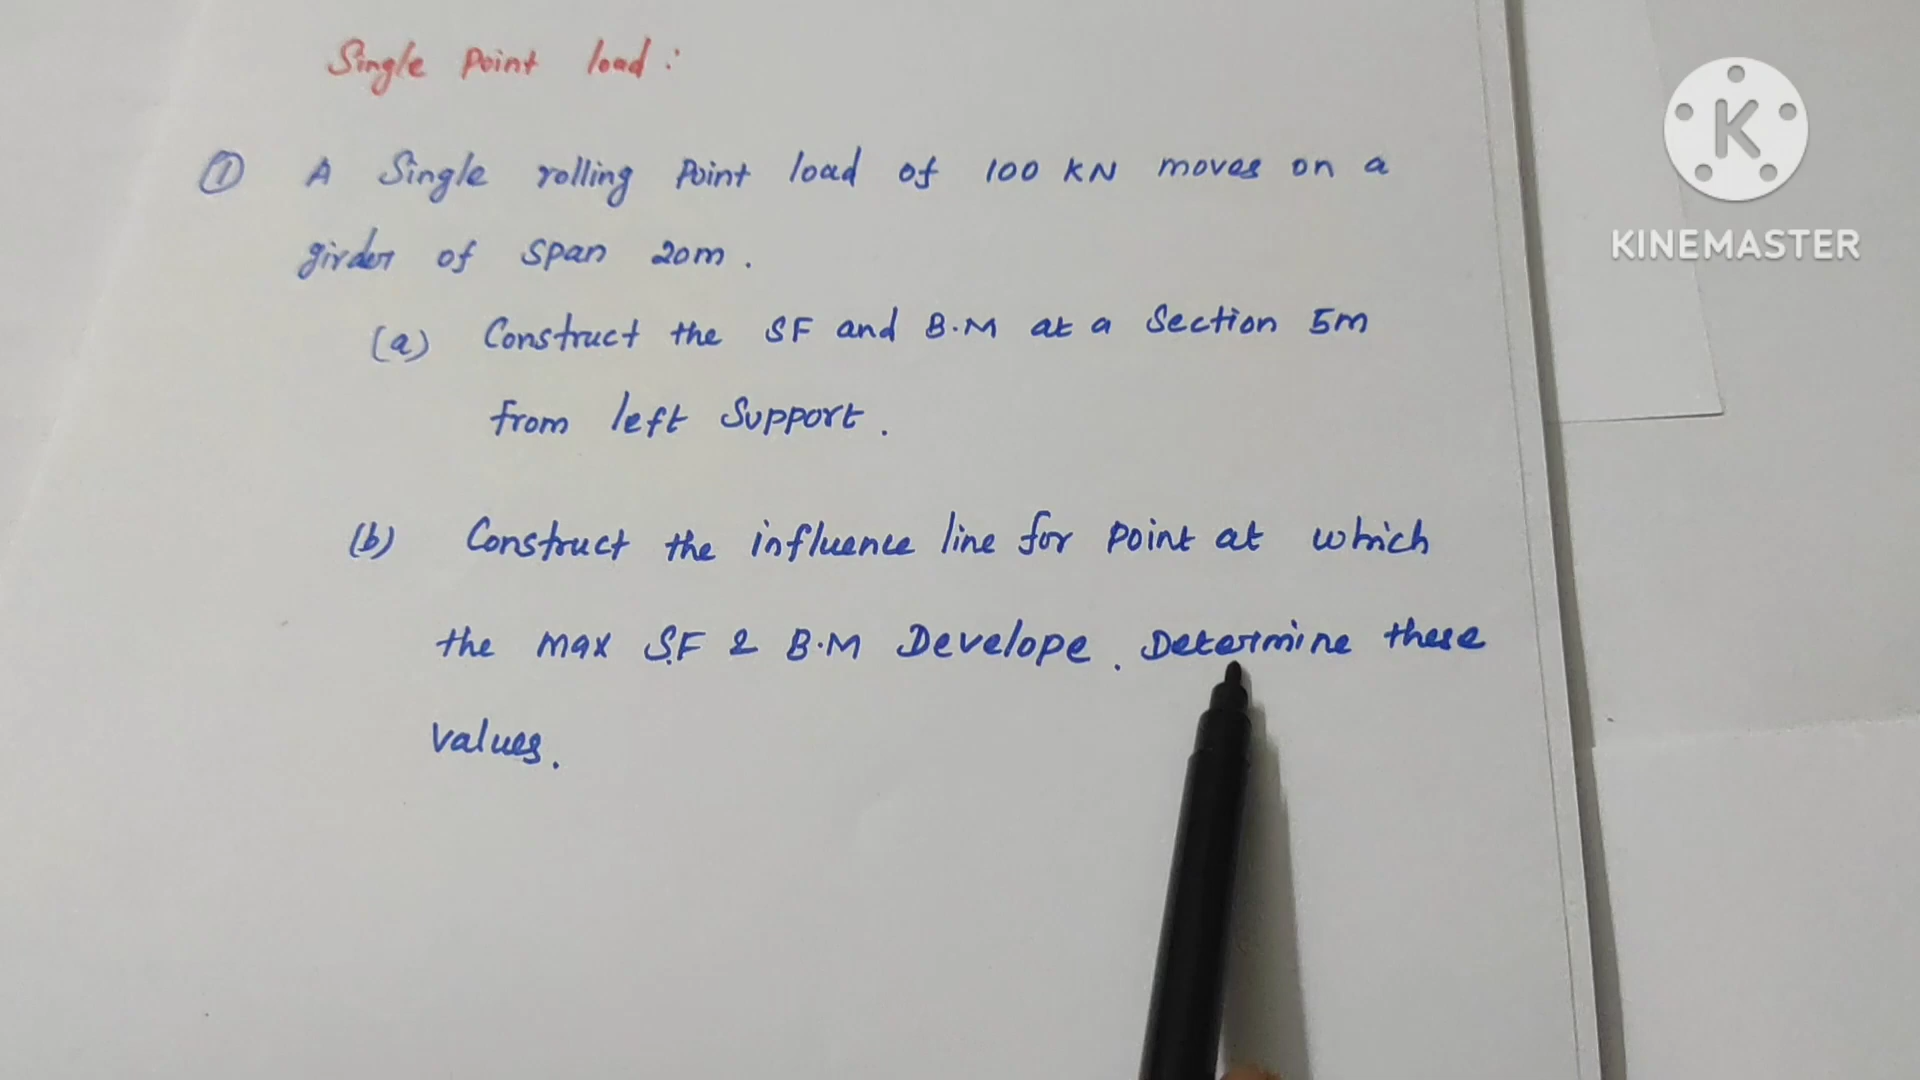 Single Point load :
① A Single rolling Point load of 100 KN moves on a
girder of span 20m .
(a) Construct the SF and B.M at a section 5m
from left Support .
(b) Construct the influence line for point at which
the max S.F & B.M Develope . Determine these
values .
K
KINEMASTER